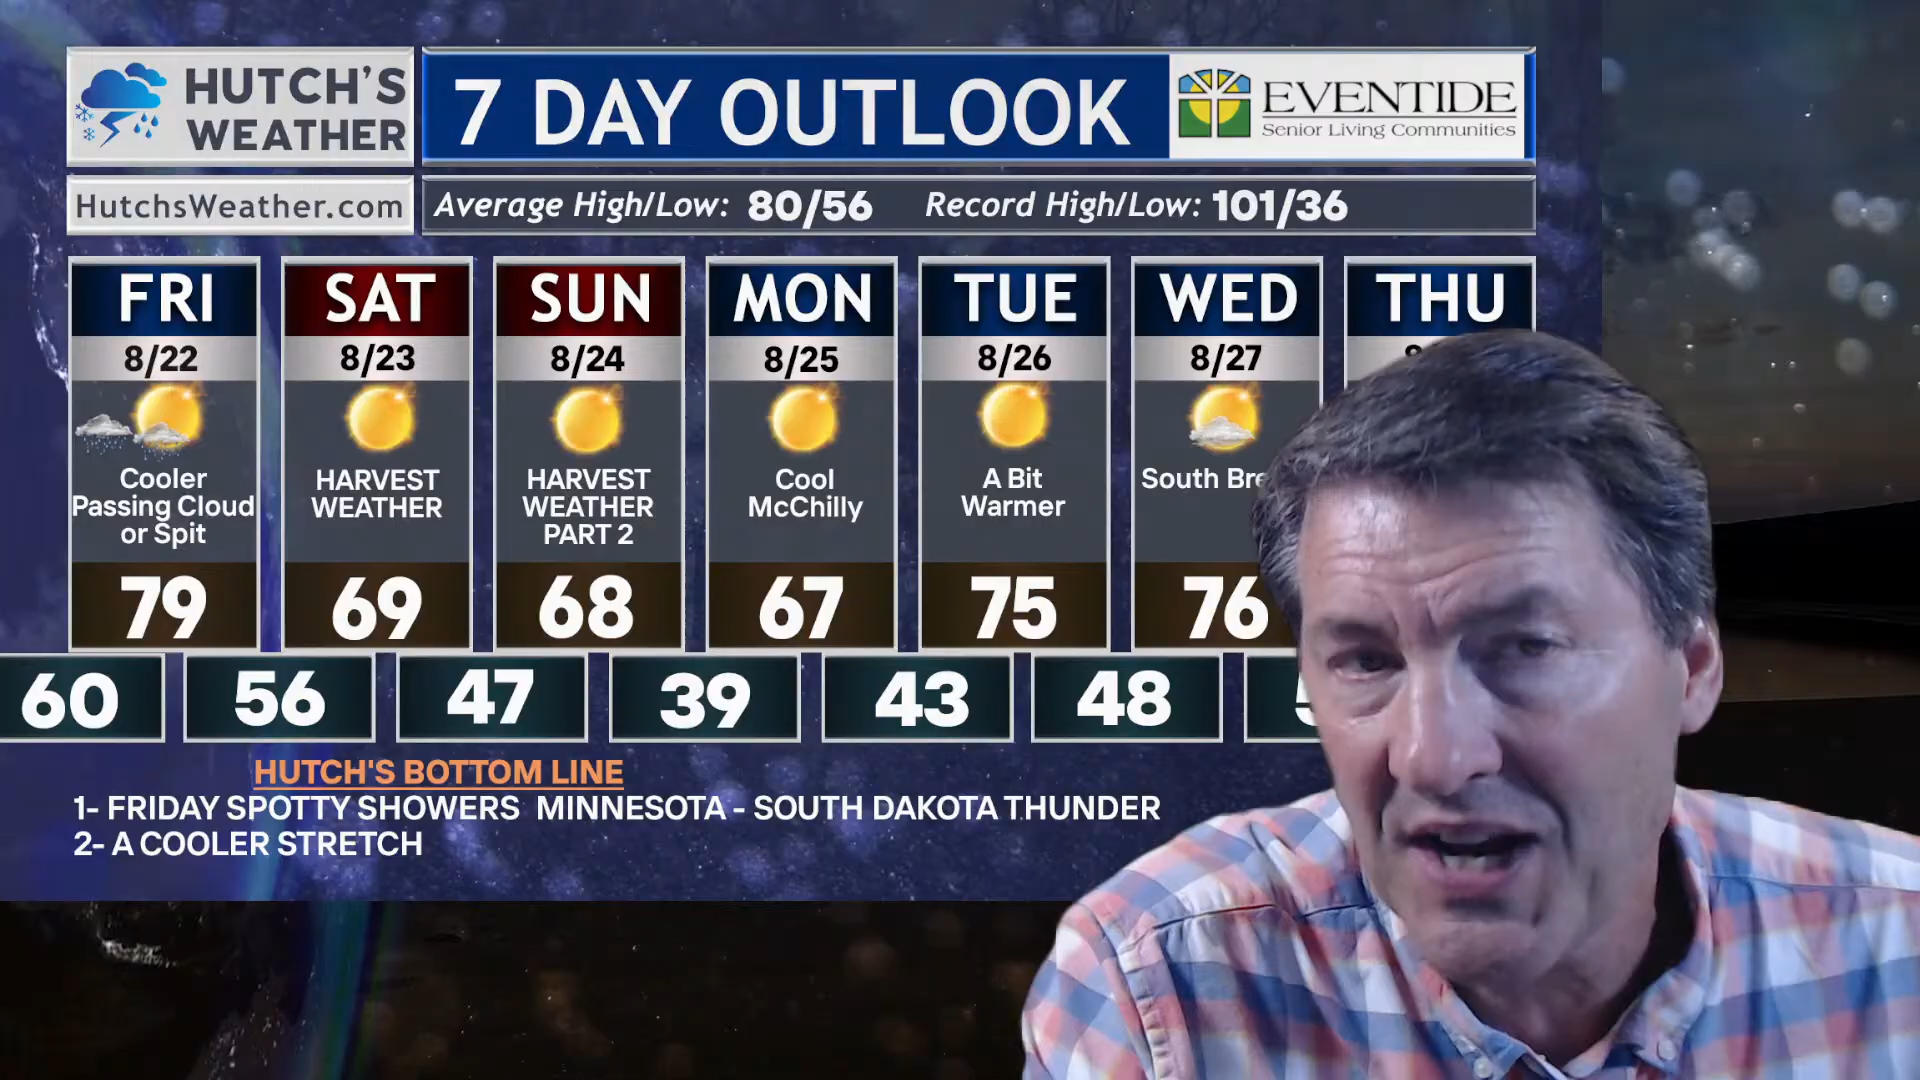 HUTCH'S
WEATHER
7 DAY OUTLOOK
EVENTIDE
Senior Living Communities
HutchsWeather.com
Average High/Low: 80/56 Record High/Low: 101/36
FRI SAT SUN MON TUE WED THU
8/22 8/23 8/24 8/25 8/26 8/27
Cooler
Passing Cloud
or Spit
HARVEST
WEATHER
HARVEST
WEATHER
PART 2
Cool
McChilly
A Bit
Warmer
South
79 69 68 67 75 76
60 56 47 39 43 48
HUTCH'S BOTTOM LINE
1- FRIDAY SPOTTY SHOWERS MINNESOTA - SOUTH DAKOTA THUNDER
2- A COOLER STRETCH